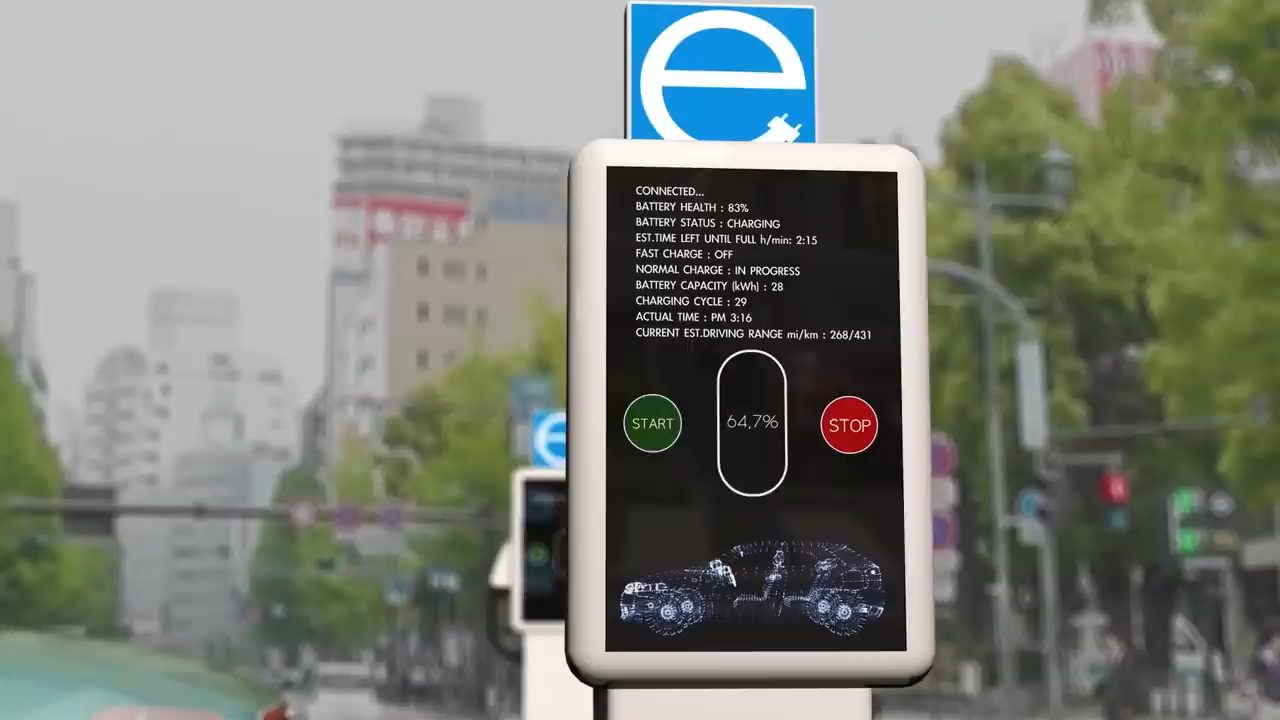 e
CONNECTED...
BATTERY HEALTH : 83%
BATTERY STATUS : CHARGING
EST.TIME LEFT UNTIL FULL h/min: 2:15
FAST CHARGE : OFF
NORMAL CHARGE : IN PROGRESS
BATTERY CAPACITY (kWh) : 28
CHARGING CYCLE : 29
ACTUAL TIME : PM 3:16
CURRENT EST.DRIVING RANGE mi/km : 268/431
START
64,7%
STOP
e